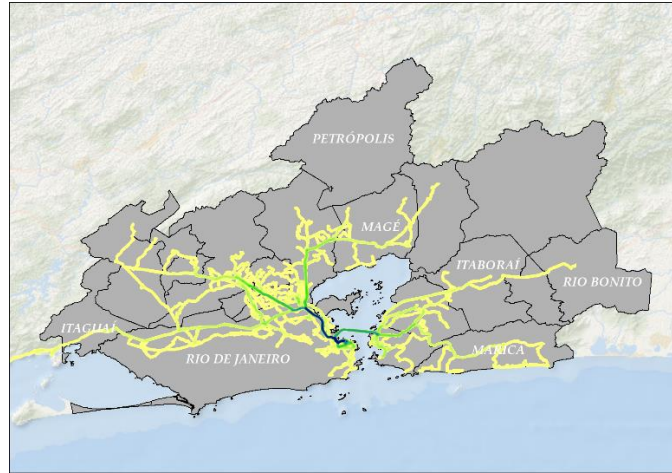 PETRÓPOLIS
MAGÉ
ITABORAÍ
RIO BONITO
ITAGUAÍ
RIO DE JANEIRO
MARICÁ